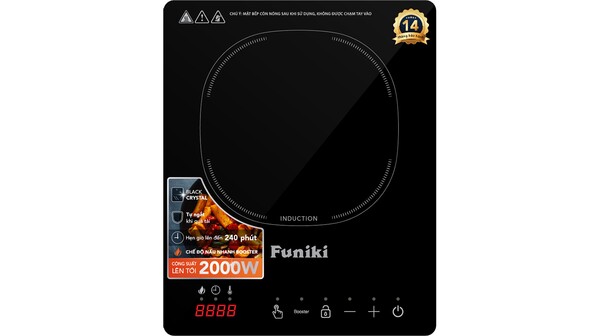 CHÚ Ý: MẶT BẾP CÒN NÓNG SAU KHI SỬ DỤNG, KHÔNG ĐƯỢC CHẠM TAY VÀO
14
INDUCTION
BLACK
CRYSTAL
Tự ngắt
khi quá tải
Hẹn giờ lên đến 240 phút
CHẾ ĐỘ NẤU NHANH BOOSTER
CÔNG SUẤT
LÊN TỚI 2000W
Funiki
8888
Booster